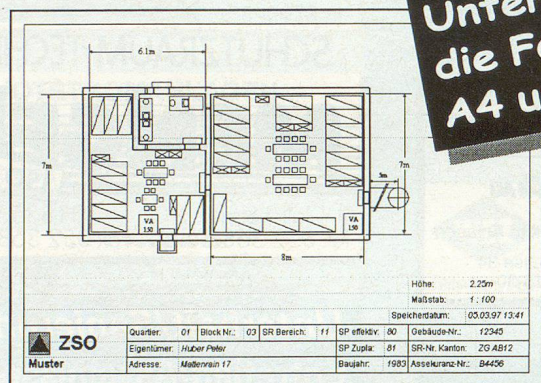 Unter
die Fo
A4 u
6.1m
7m
7m
3m
VA
150
VA
150
8m
Höhe: 2.25m
Maßstab: 1 : 100
Speicherdatum: 05.03.97 13:41
ZSO
Muster
Quartier: 01 Block Nr.: 03 SR Bereich: 11 SP effektiv: 80 Gebäude-Nr.: 12345
Eigentümer: Huber Peter SP Zupla: 81 SR-Nr. Kanton: ZG AB12
Adresse: Mattenrain 17 Baujahr: 1983 Assekuranz-Nr.: B4456